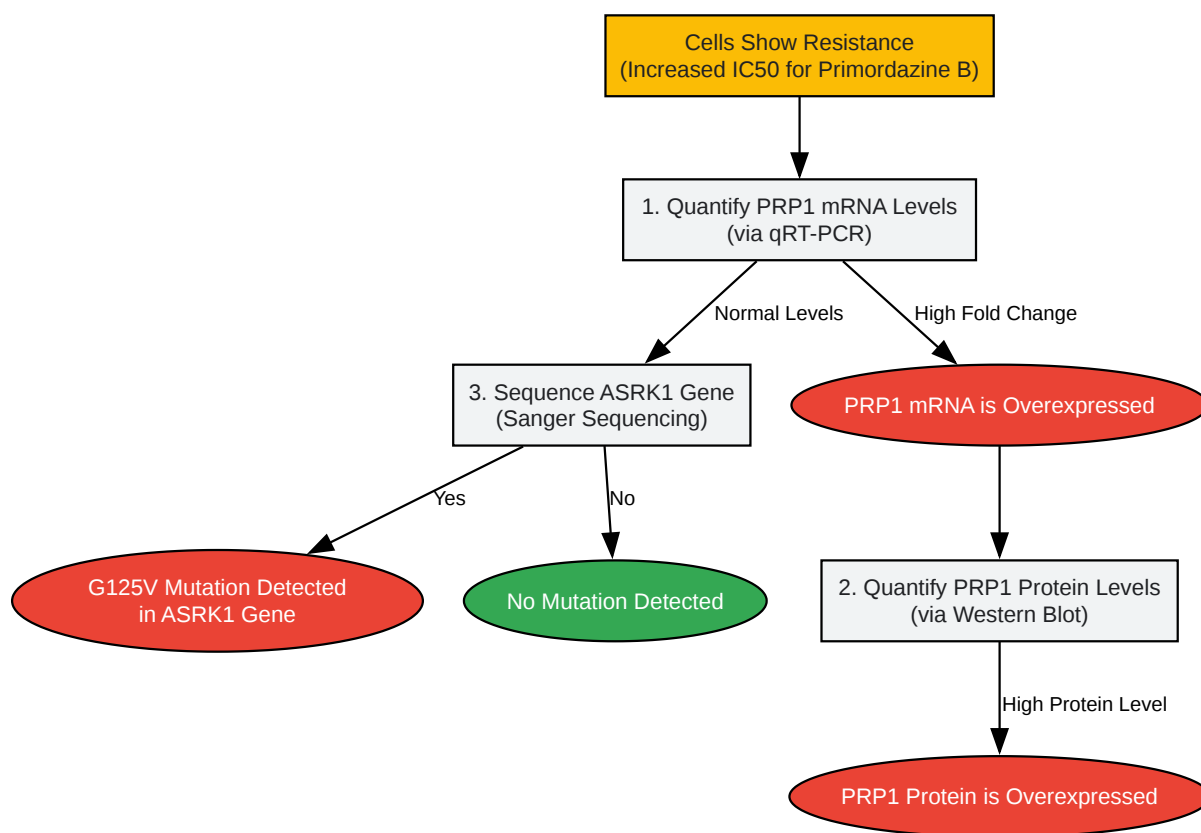 Cells Show Resistance
(Increased IC50 for Primordazine B)
1. Quantify PRP1 mRNA Levels
(via qRT-PCR)
Normal Levels
High Fold Change
3. Sequence ASRK1 Gene
(Sanger Sequencing)
PRP1 mRNA is Overexpressed
Yes
No
G125V Mutation Detected
in ASRK1 Gene
No Mutation Detected
2. Quantify PRP1 Protein Levels
(via Western Blot)
High Protein Level
PRP1 Protein is Overexpressed